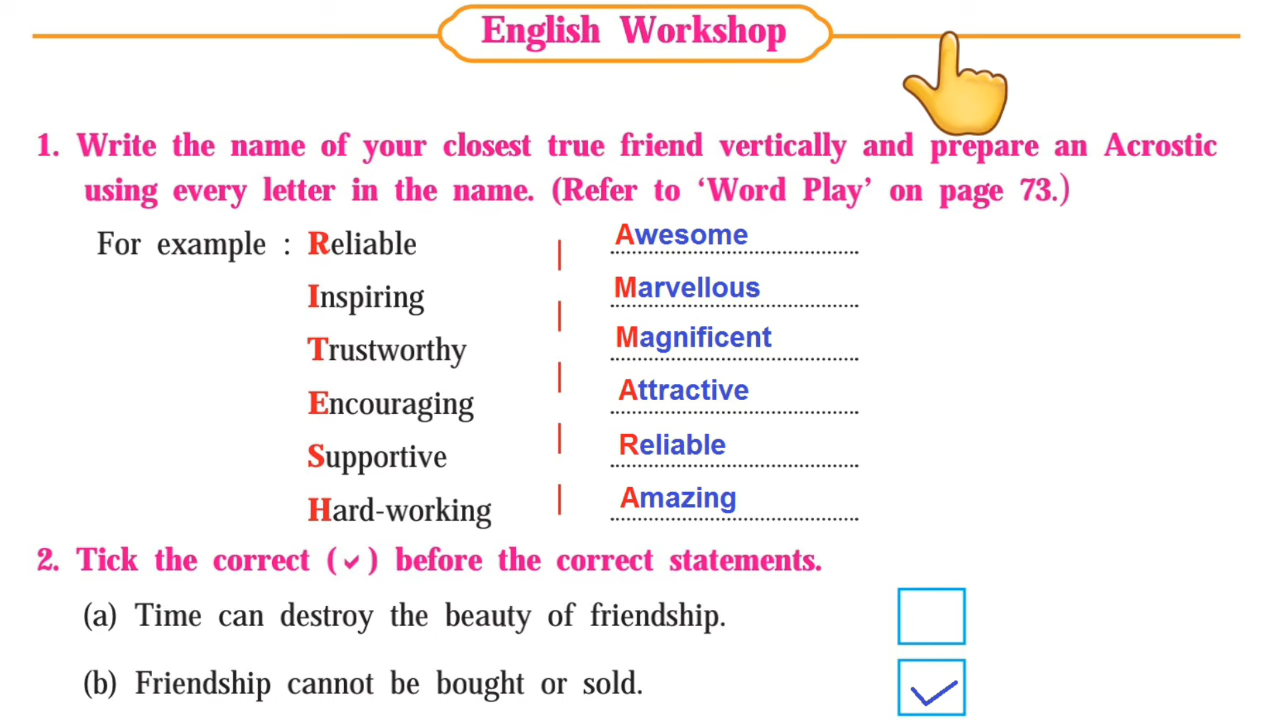 English Workshop
1. Write the name of your closest true friend vertically and prepare an Acrostic
using every letter in the name. (Refer to ‘Word Play’ on page 73.)
For example : Reliable
Inspiring
Trustworthy
Encouraging
Supportive
Hard-working
Awesome
Marvellous
Magnificent
Attractive
Reliable
Amazing
2. Tick the correct (✓) before the correct statements.
(a) Time can destroy the beauty of friendship.
(b) Friendship cannot be bought or sold.